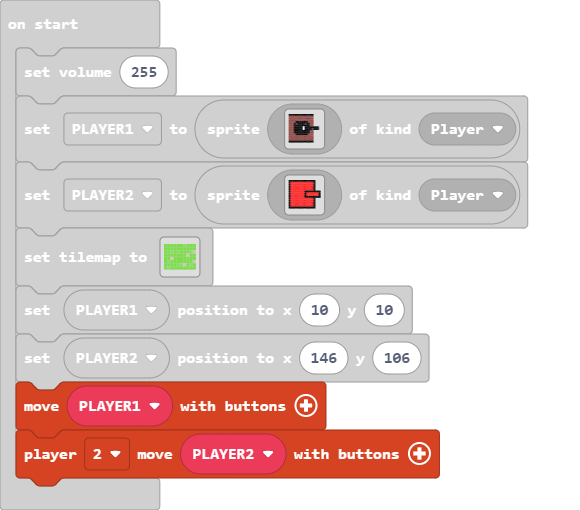 on start
set volume 255
set PLAYER1 to sprite of kind Player
set PLAYER2 to sprite of kind Player
set tilemap to
set PLAYER1 position to x 10 y 10
set PLAYER2 position to x 146 y 106
move PLAYER1 with buttons
player 2 move PLAYER2 with buttons